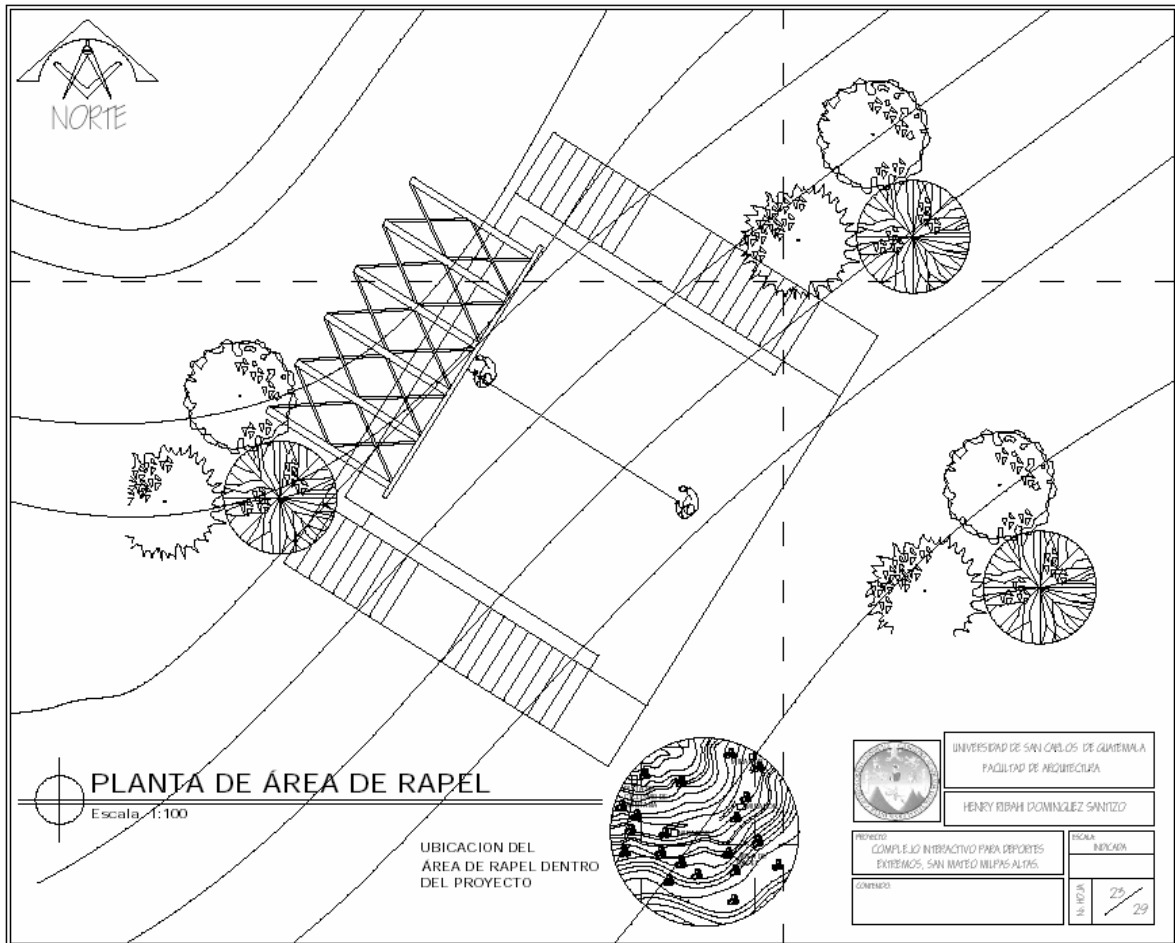 NORTE
PLANTA DE ÁREA DE RAPEL
Escala 1:100
UBICACION DEL
ÁREA DE RAPEL DENTRO
DEL PROYECTO
UNIVERSIDAD DE SAN CARLOS DE GUATEMALA
FACULTAD DE ARQUITECTURA
HENRY RIBAHI DOMINGUEZ SANTIZO
PROYECTO:
COMPLEJO INTERACTIVO PARA DEPORTES
EXTREMOS, SAN MATEO MILPAS ALTAS.
ESCALA:
INDICADA
CONTENIDO:
No. HOJA
23
29